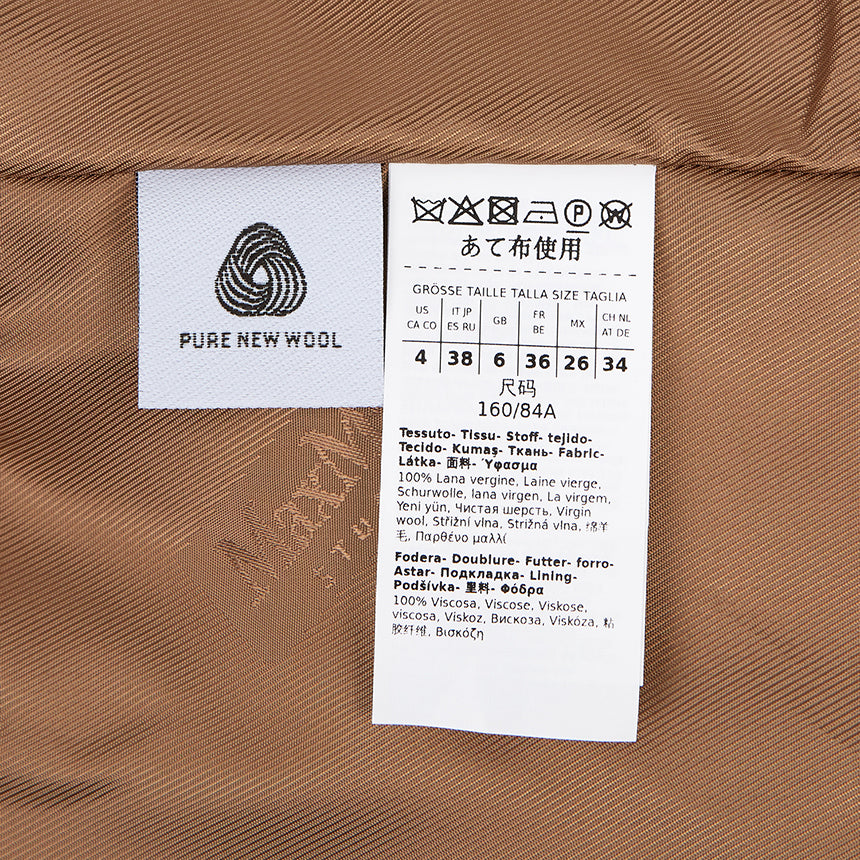 PURE NEW WOOL
P
W
あて布使用
GRÖSSE TAILLE TALLA SIZE TAGLIA
US CA CO
IT JP ES RU
GB
FR BE
MX
CH NL A1 DE
4 38 6 36 26 34
尺码
160/84A
Tessuto- Tissu- Stoff- tejido-
Tecido- Kumaş- Ткань- Fabric-
Látka- 面料- Ύφασμα
100% Lana vergine, Laine vierge,
Schurwolle, lana virgen, La virgem,
Yeni yün, Чистая шерсть, Virgin
wool, Střižní vlna, Strižná vlna, 绵羊
毛, Παρθένο μαλλί
Fodera- Doublure- Futter- forro-
Astar- Подкладка- Lining-
Podšívka- 里料- Φόδρα
100% Viscosa, Viscose, Viskose,
viscosa, Viskoz, Вискоза, Viskóza, 粘
胶纤维, Βισκόζη
MAXM
STU